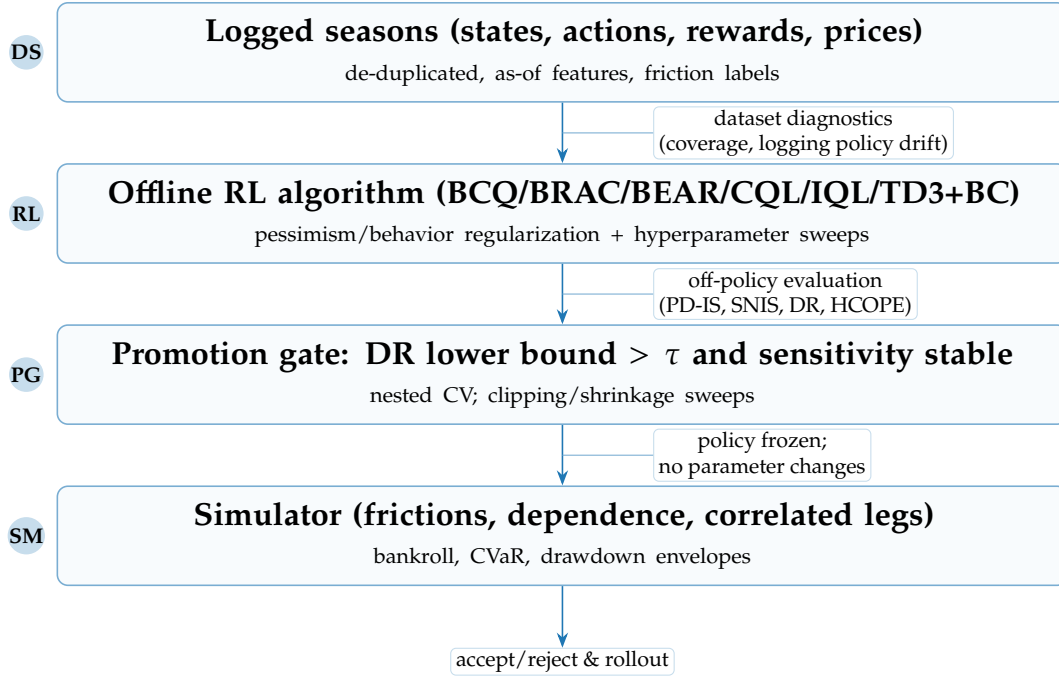 DS
Logged seasons (states, actions, rewards, prices)
de-duplicated, as-of features, friction labels
dataset diagnostics
(coverage, logging policy drift)
RL
Offline RL algorithm (BCQ/BRAC/BEAR/CQL/IQL/TD3+BC)
pessimism/behavior regularization + hyperparameter sweeps
off-policy evaluation
(PD-IS, SNIS, DR, HCOPE)
PG
Promotion gate: DR lower bound > τ and sensitivity stable
nested CV; clipping/shrinkage sweeps
policy frozen;
no parameter changes
SM
Simulator (frictions, dependence, correlated legs)
bankroll, CVaR, drawdown envelopes
accept/reject & rollout